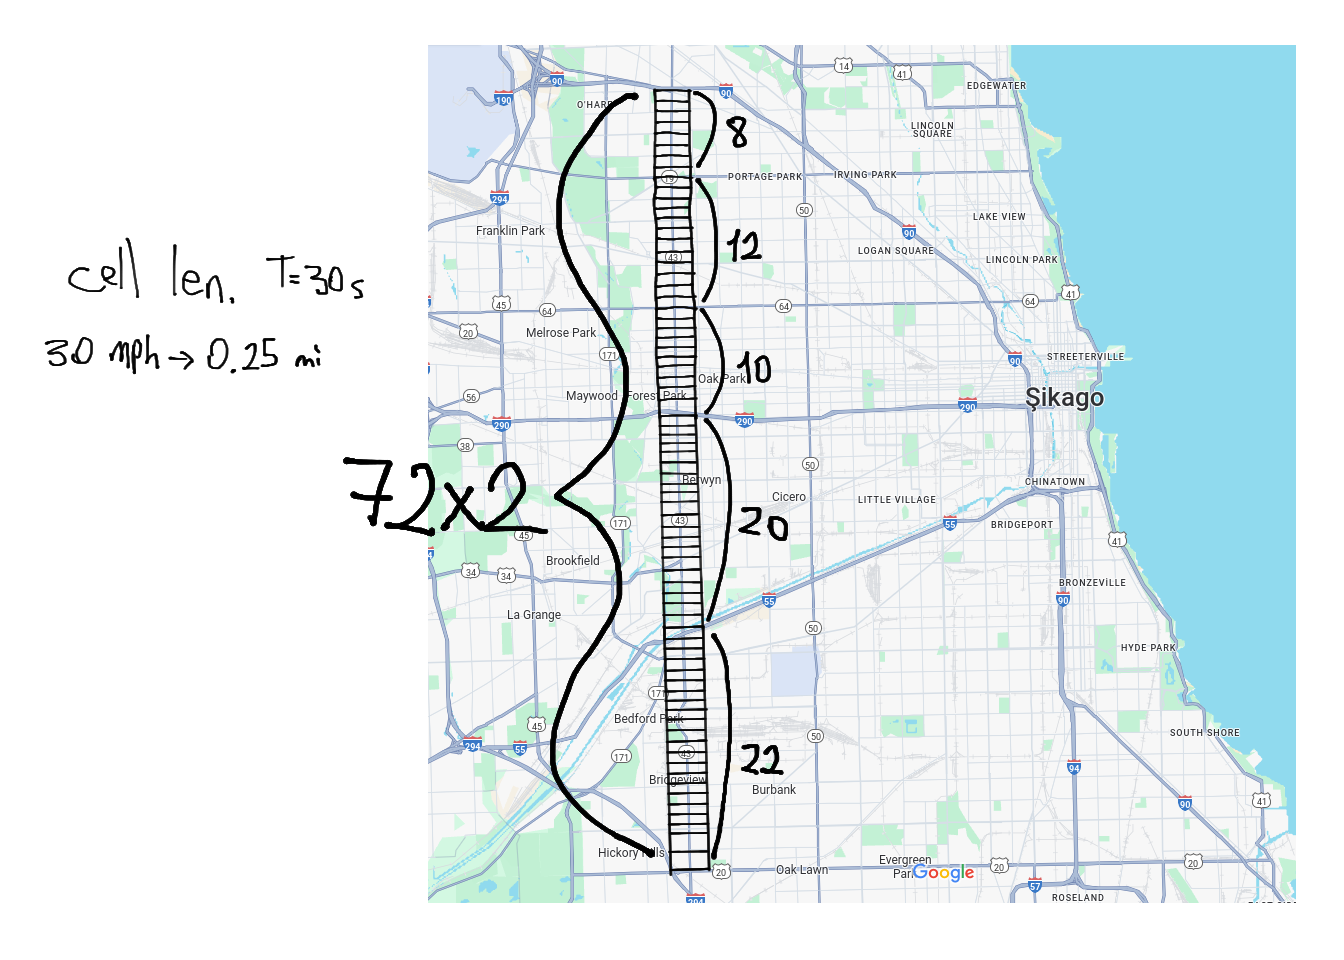 cell len. T=30s
30 mph → 0.25 mi
72x2
8
12
10
20
22
90
190
O'HARE
90
14
41
EDGEWATER
LINCOLN
SQUARE
294
19
PORTAGE PARK
IRVING PARK
50
LAKE VIEW
Franklin Park
90
LOGAN SQUARE
43
LINCOLN PARK
45
64
64
64
41
20
Melrose Park
171
90
STREETERVILLE
56
Maywood
Forest Park
Oak Park
Şikago
290
290
290
38
50
Berwyn
Cicero
LITTLE VILLAGE
CHINATOWN
45
171
43
55
BRIDGEPORT
41
34
34
Brookfield
BRONZEVILLE
La Grange
55
90
50
HYDE PARK
171
Bedford Park
45
294
55
171
43
50
SOUTH SHORE
Bridgeview
Burbank
94
90
41
Hickory Hills
20
Oak Lawn
Evergreen
Park
Google
20
20
57
ROSELAND
294